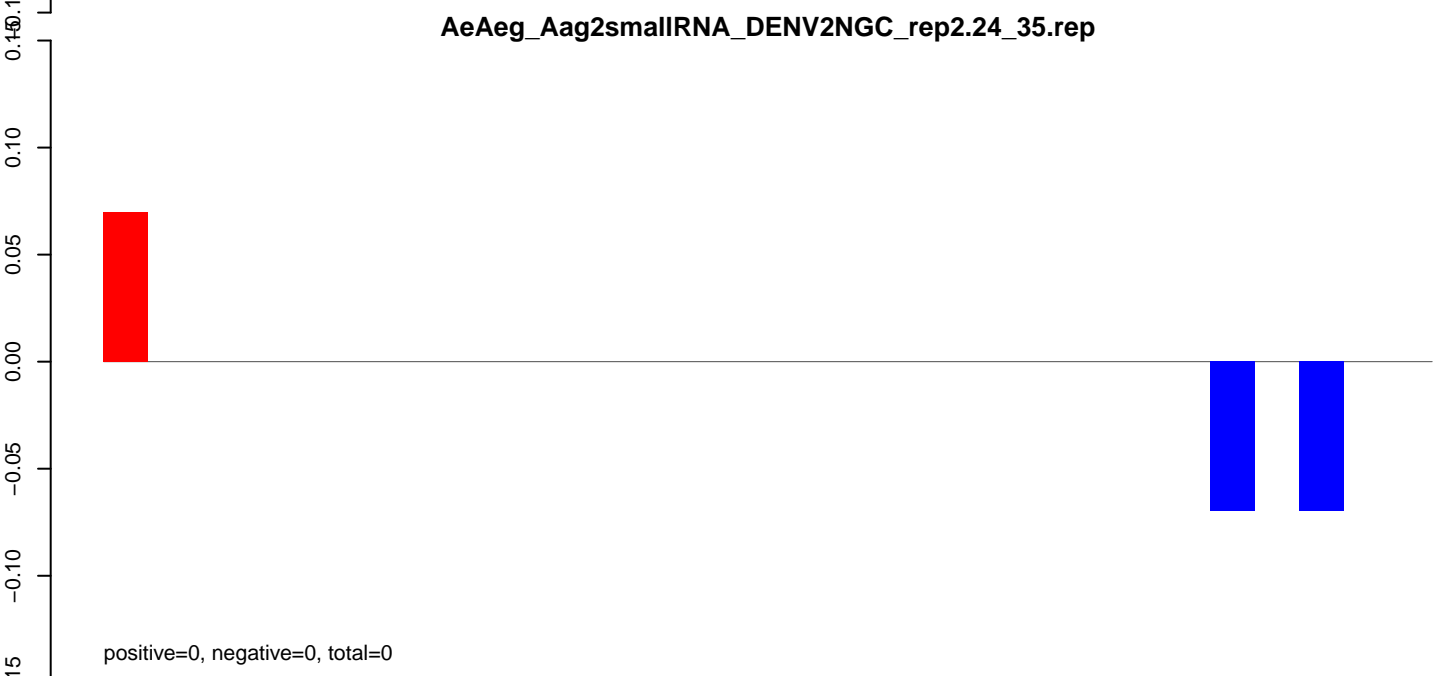 AeAeg_Aag2smallRNA_DENV2NGC_rep2.24_35.rep
0.10
0.05
0.00
−0.05
−0.10
positive=0, negative=0, total=0